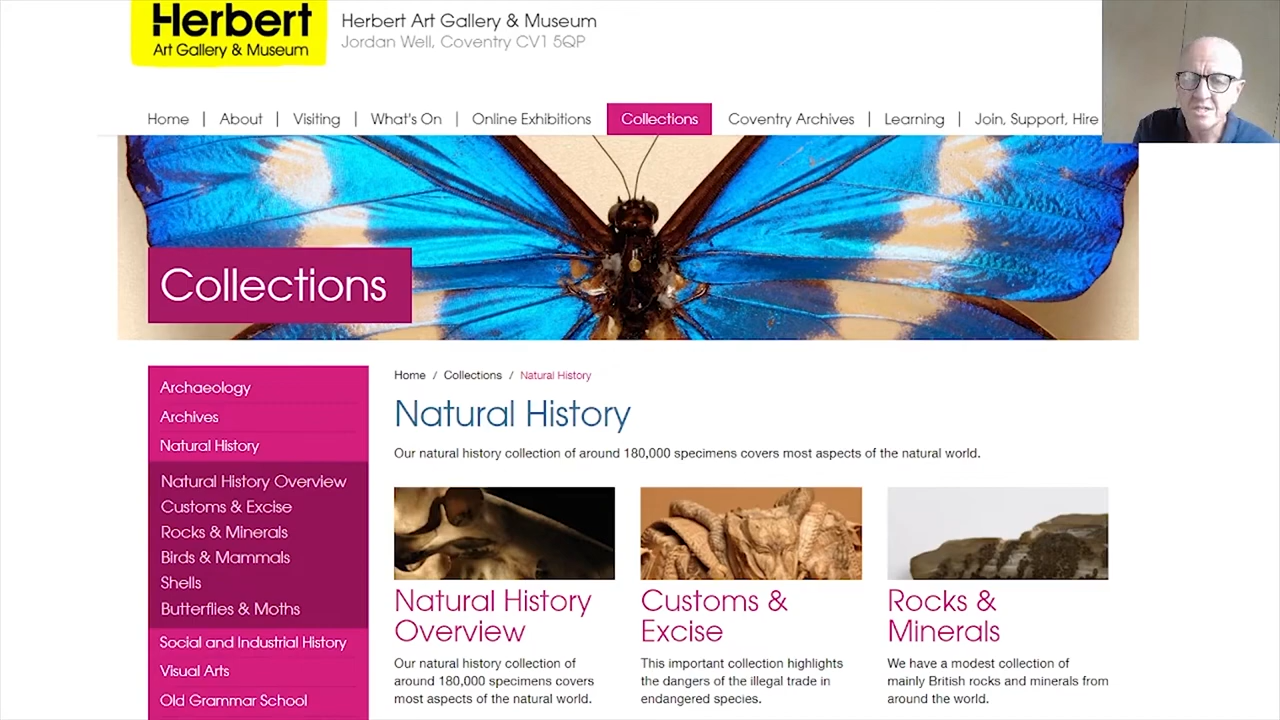 Herbert
Art Gallery & Museum
Herbert Art Gallery & Museum
Jordan Well, Coventry CV1 5QP
Home | About | Visiting | What's On | Online Exhibitions | Collections | Coventry Archives | Learning | Join, Support, Hire
Collections
Archaeology
Archives
Natural History
Natural History Overview
Customs & Excise
Rocks & Minerals
Birds & Mammals
Shells
Butterflies & Moths
Social and Industrial History
Visual Arts
Old Grammar School
Home / Collections / Natural History
Natural History
Our natural history collection of around 180,000 specimens covers most aspects of the natural world.
Natural History
Overview
Our natural history collection of
around 180,000 specimens covers
most aspects of the natural world.
Customs &
Excise
This important collection highlights
the dangers of the illegal trade in
endangered species.
Rocks &
Minerals
We have a modest collection of
mainly British rocks and minerals from
around the world.